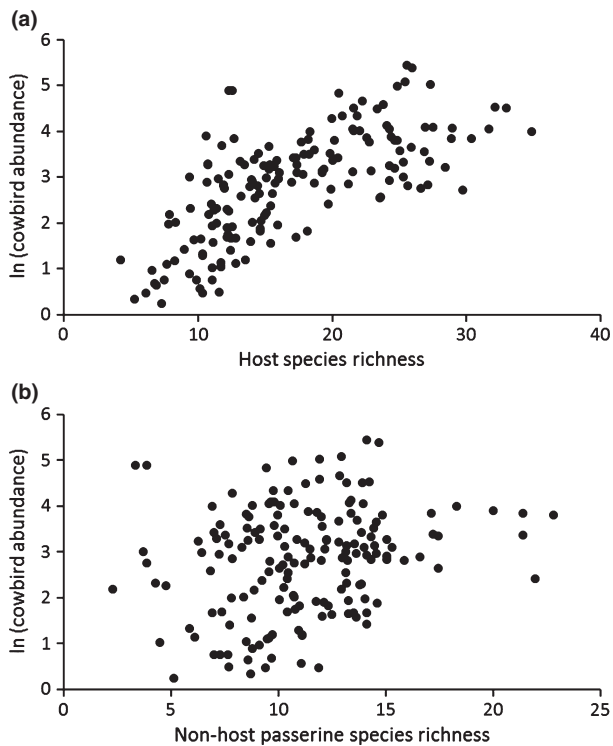 (a)
6
5
4
3
2
1
0
ln (cowbird abundance)
0 10 20 30 40
Host species richness
(b)
6
5
4
3
2
1
0
ln (cowbird abundance)
0 5 10 15 20 25
Non-host passerine species richness